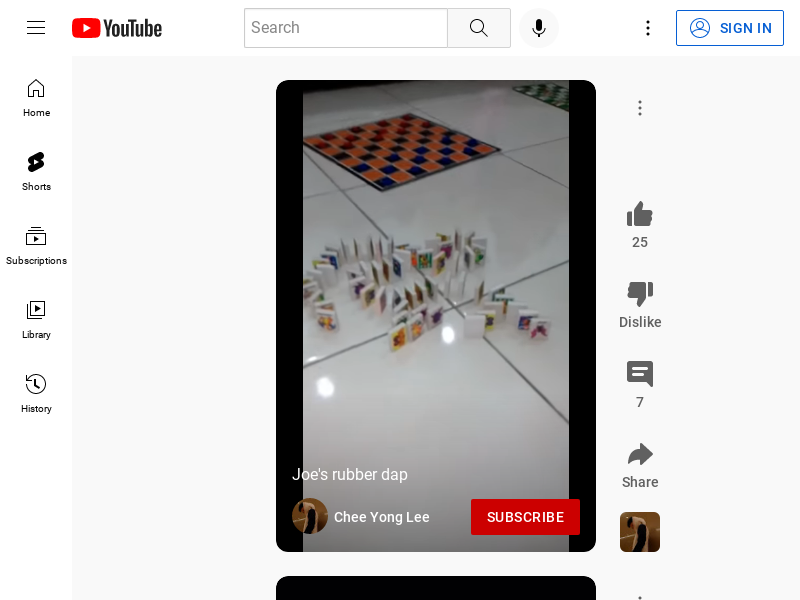 YouTube
Search
SIGN IN
Home
Shorts
Subscriptions
Library
History
25
Dislike
7
Share
Joe's rubber dap
Chee Yong Lee
SUBSCRIBE